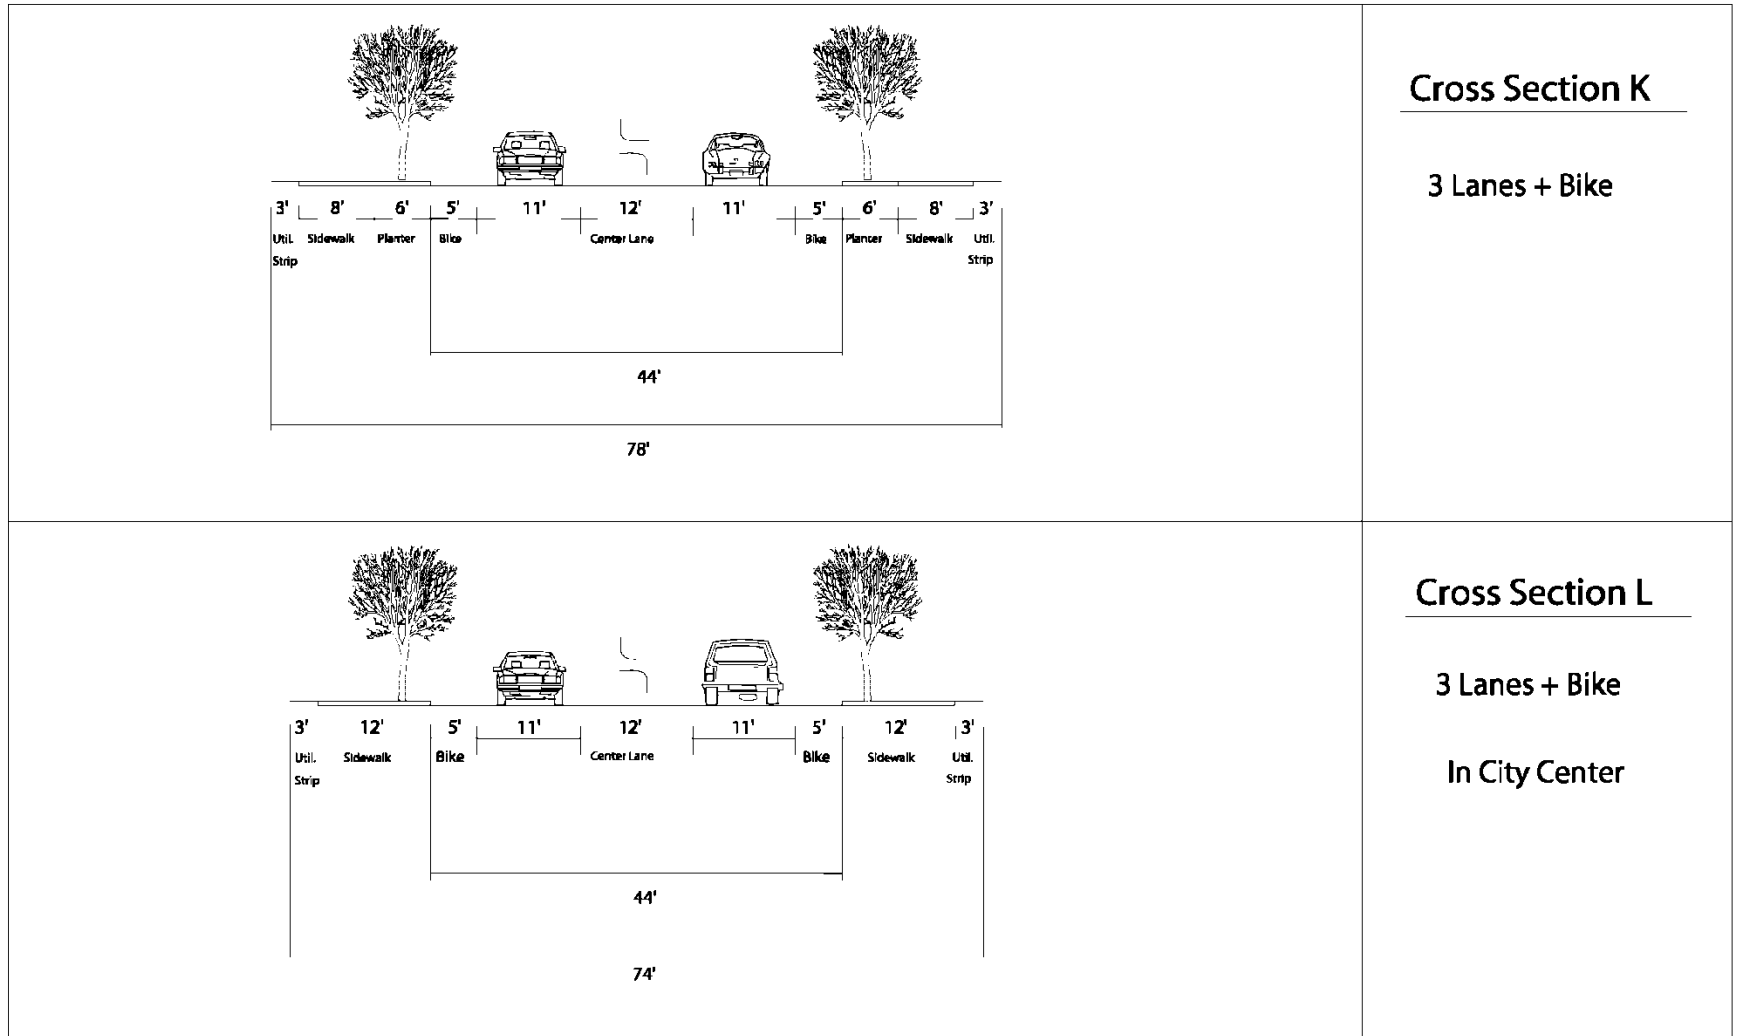 Cross Section K
3 Lanes + Bike
3' 8' 6' 5' 11' 12' 11' 5' 6' 8' 3'
Util. Sidewalk Planter Bike Center Lane Bike Planter Sidewalk Util.
Strip Strip
44'
78'
Cross Section L
3 Lanes + Bike
In City Center
3' 12' 5' 11' 12' 11' 5' 12' 3'
Util. Sidewalk Bike Center Lane Bike Sidewalk Util.
Strip Strip
44'
74'